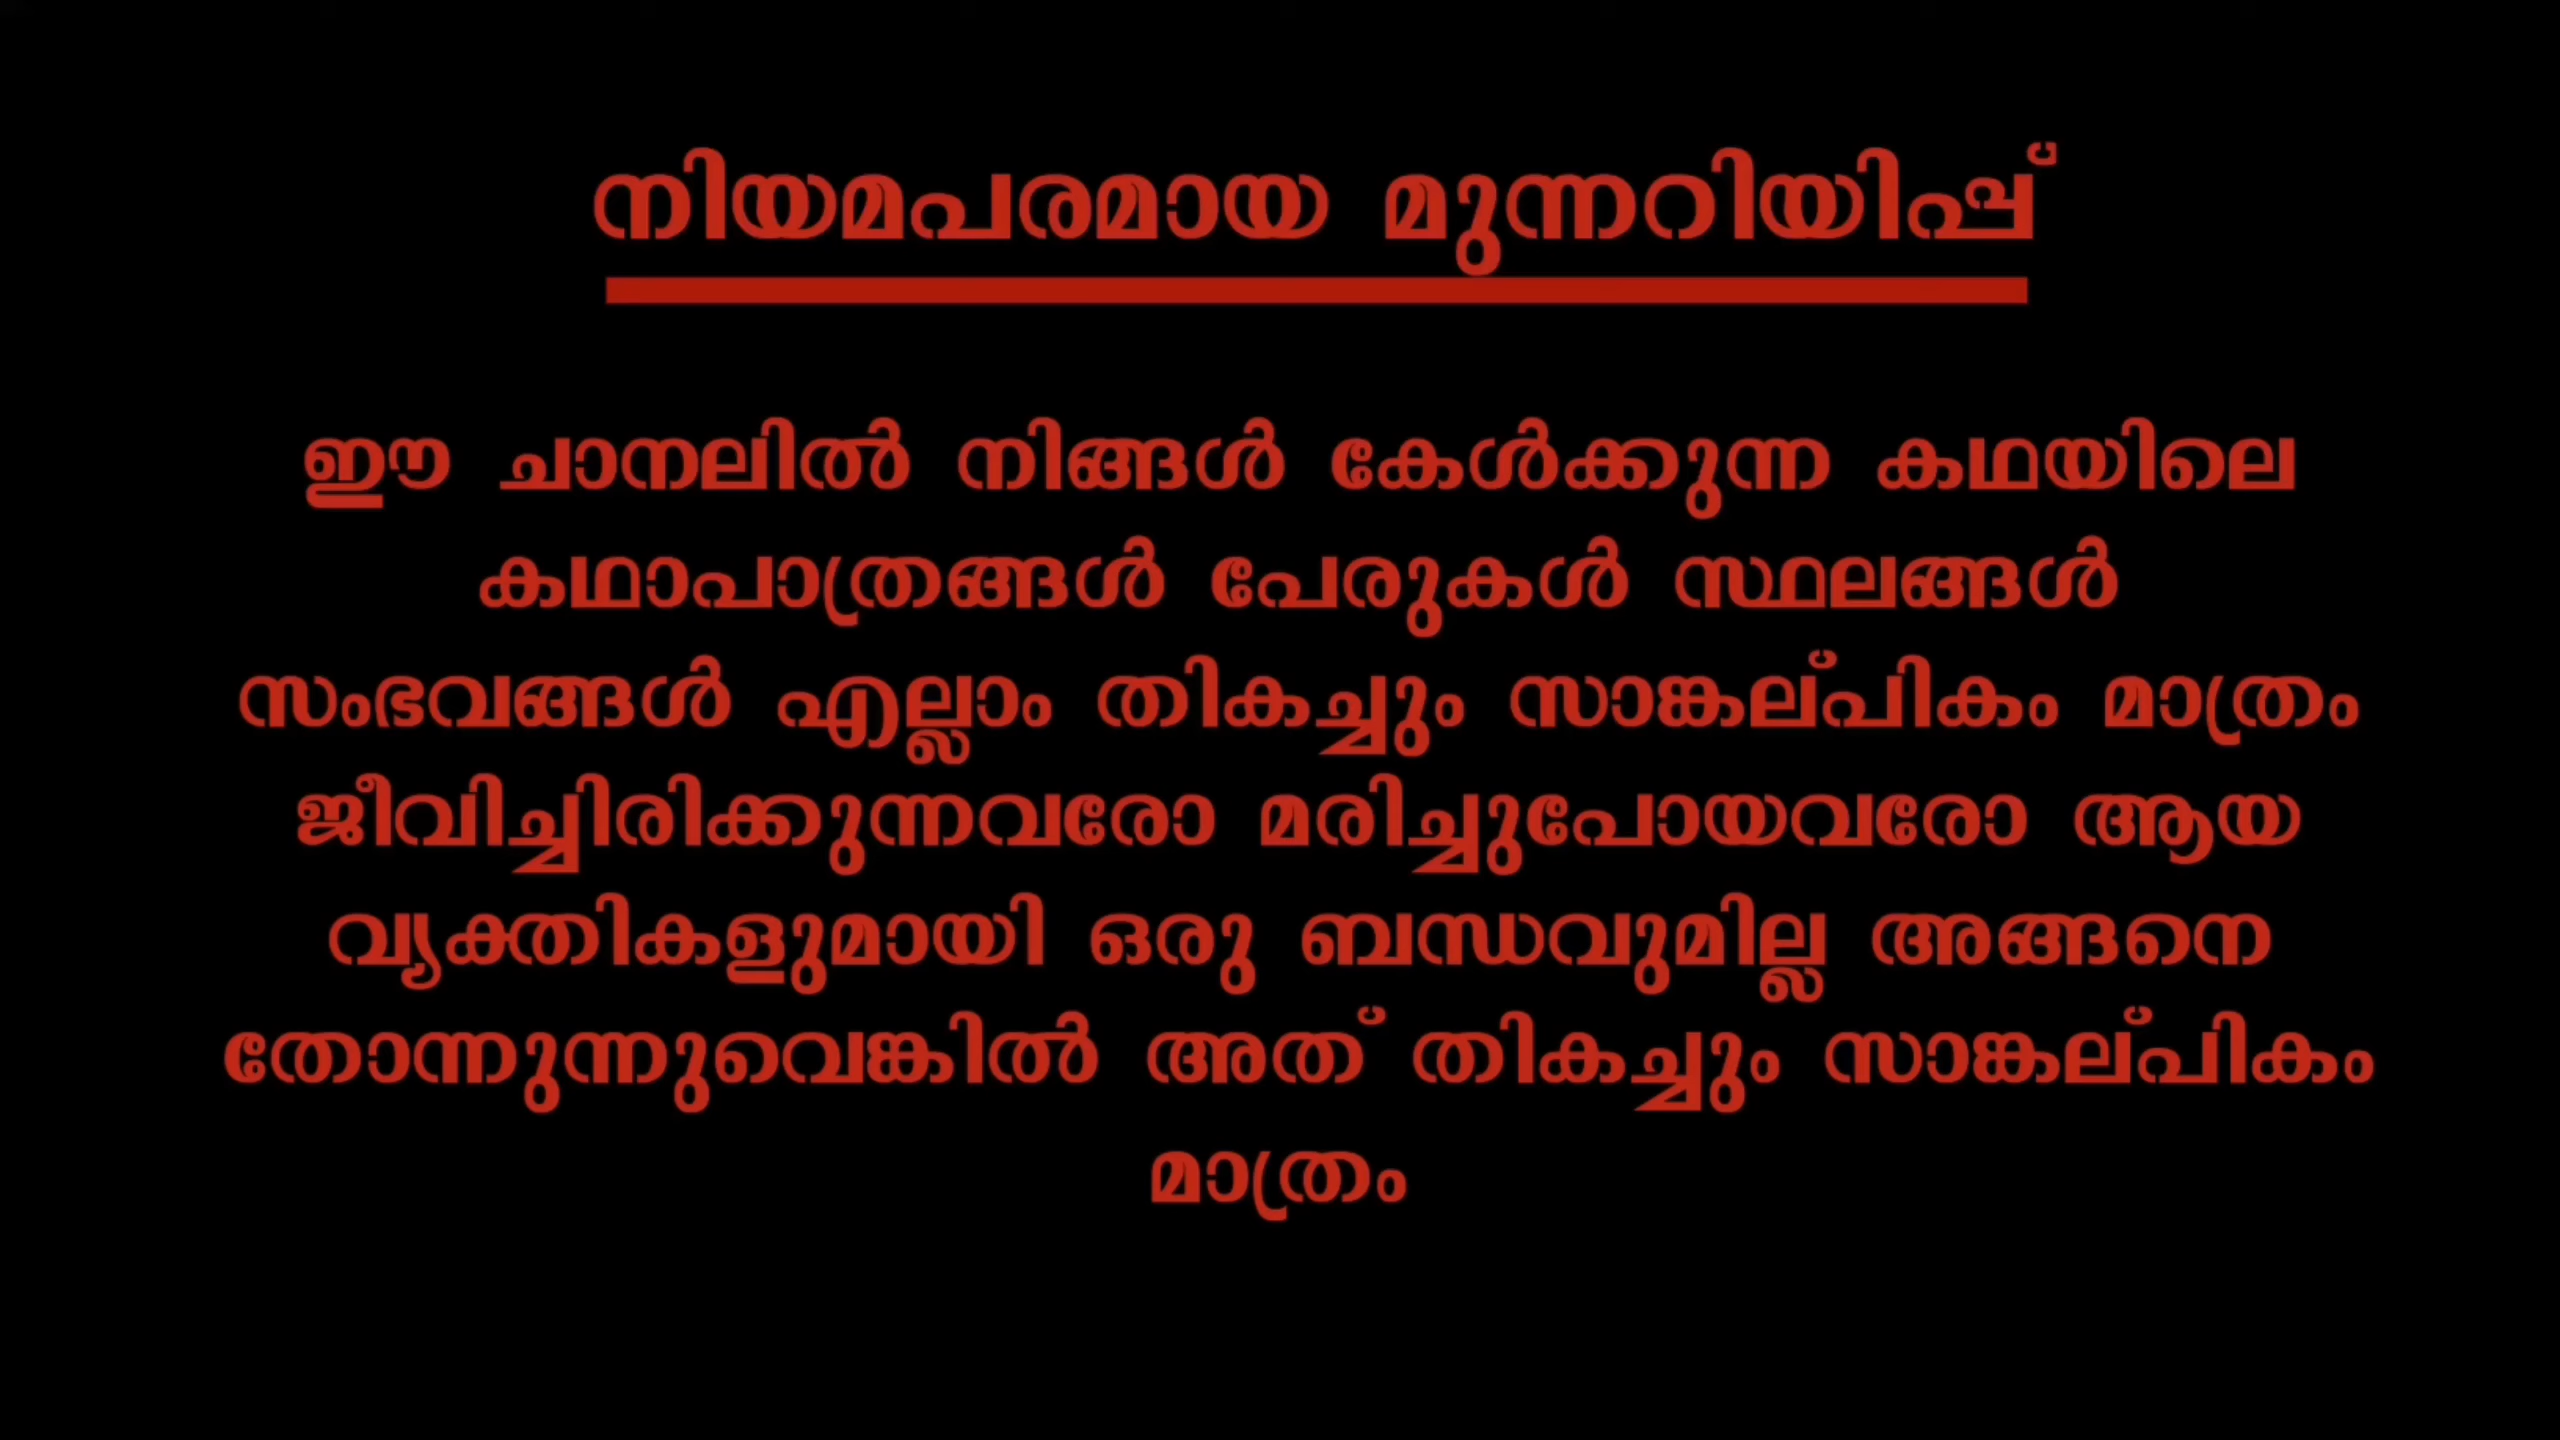 നിയമപരമായ മുന്നറിയിപ്പ്
ഈ ചാനലിൽ നിങ്ങൾ കേൾക്കുന്ന കഥയിലെ
കഥാപാത്രങ്ങൾ പേരുകൾ സ്ഥലങ്ങൾ
സംഭവങ്ങൾ എല്ലാം തികച്ചും സാങ്കല്പികം മാത്രം
ജീവിച്ചിരിക്കുന്നവരോ മരിച്ചുപോയവരോ ആയ
വ്യക്തികളുമായി ഒരു ബന്ധവുമില്ല അങ്ങനെ
തോന്നുന്നുവെങ്കിൽ അത് തികച്ചും സാങ്കല്പികം
മാത്രം